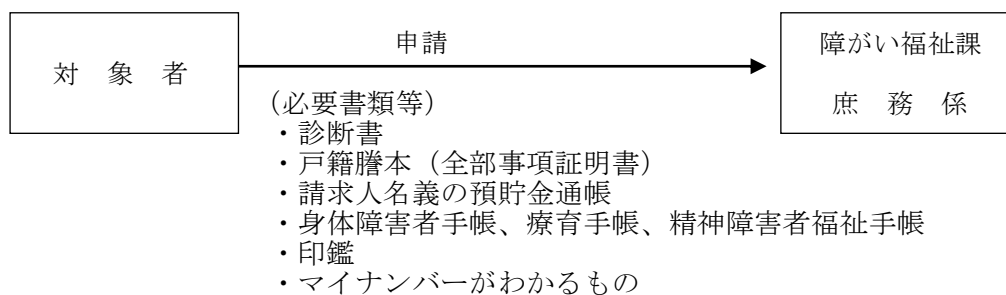 対 象 者
申請
障がい福祉課
庶 務 係
(必要書類等)
・診断書
・戸籍謄本（全部事項証明書）
・請求人名義の預貯金通帳
・身体障害者手帳、療育手帳、精神障害者福祉手帳
・印鑑
・マイナンバーがわかるもの